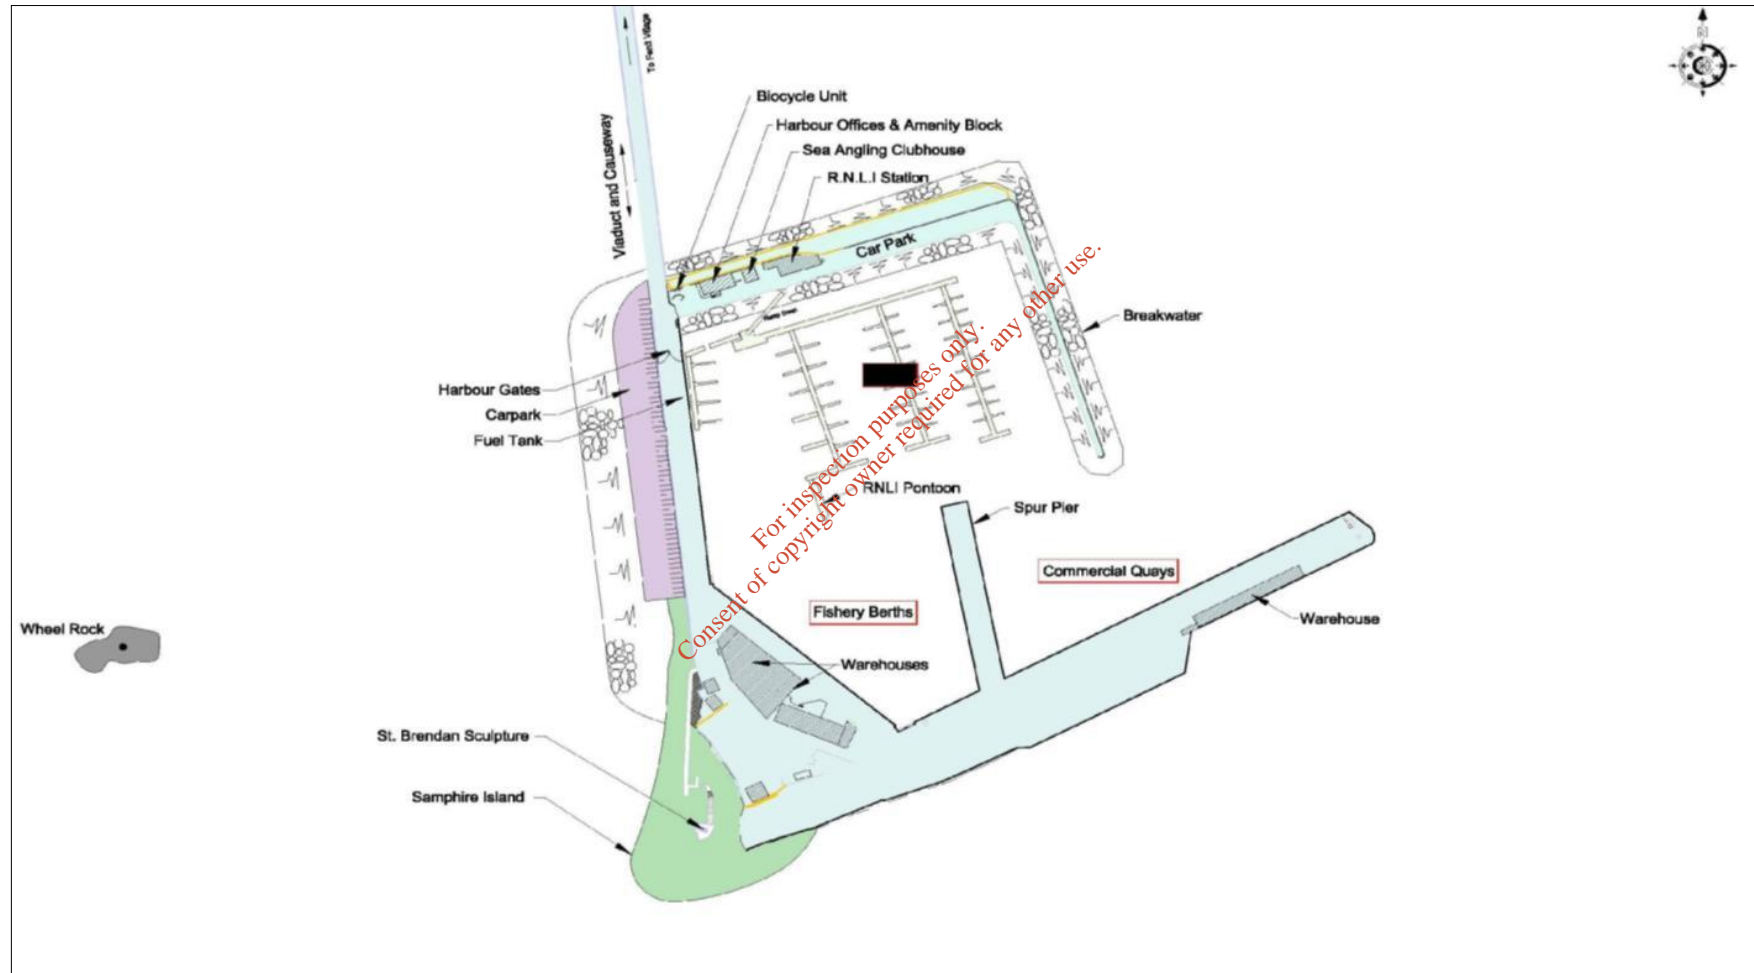 To Fenit Village
Viaduct and Causeway
N
Biocycle Unit
Harbour Offices & Amenity Block
Sea Angling Clubhouse
R.N.L.I Station
Car Park
Breakwater
Harbour Gates
Carpark
Fuel Tank
RNLI Pontoon
Spur Pier
Commercial Quays
Fishery Berths
Warehouse
Warehouses
Wheel Rock
St. Brendan Sculpture
Samphire Island
For inspection purposes only.
Consent of copyright owner required for any other use.